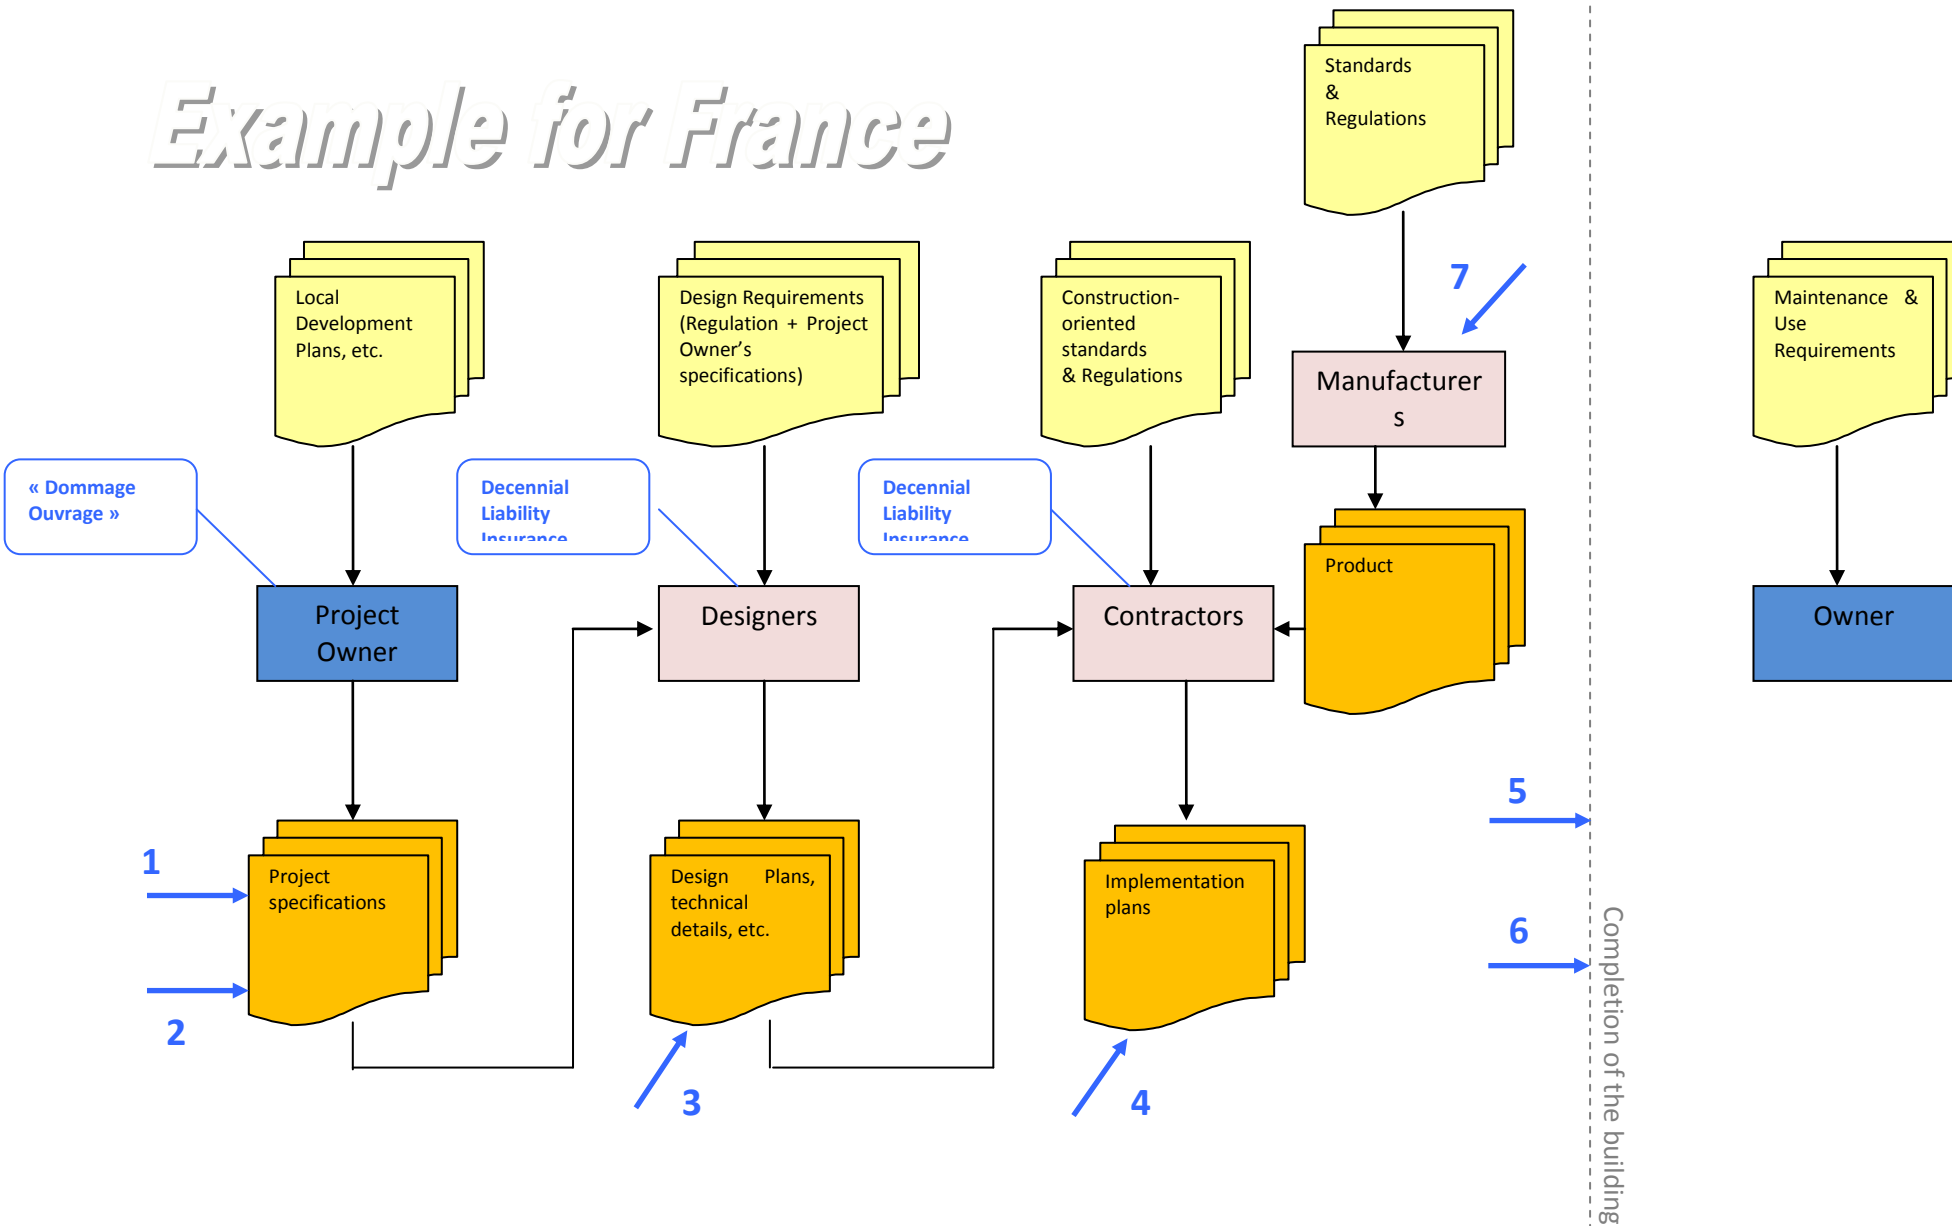 Example for France
Standards
&
Regulations
7
Local
Development
Plans, etc.
Design Requirements
(Regulation + Project
Owner's
specifications)
Construction-
oriented
standards
& Regulations
Maintenance &
Use
Requirements
Manufacturer
s
« Dommage
Ouvrage »
Decennial
Liability
Insurance
Decennial
Liability
Insurance
Product
Project
Owner
Designers
Contractors
Owner
5
1
Project
specifications
Design Plans,
technical
details, etc.
Implementation
plans
6
2
3
4
Completion of the building